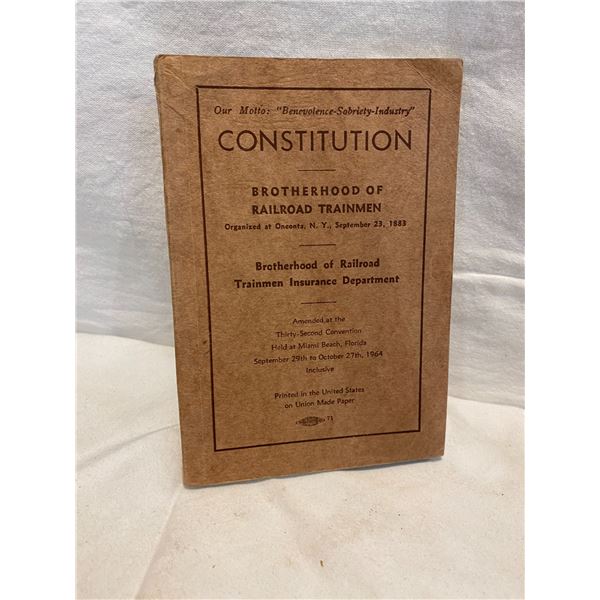 Our Motto: "Benevolence-Sobriety-Industry"
CONSTITUTION
BROTHERHOOD OF
RAILROAD TRAINMEN
Organized at Oneonta, N. Y., September 23, 1883
Brotherhood of Railroad
Trainmen Insurance Department
Amended at the
Thirty-Second Convention
Held at Miami Beach, Florida
September 29th to October 27th, 1964
Inclusive
Printed in the United States
on Union Made Paper
71